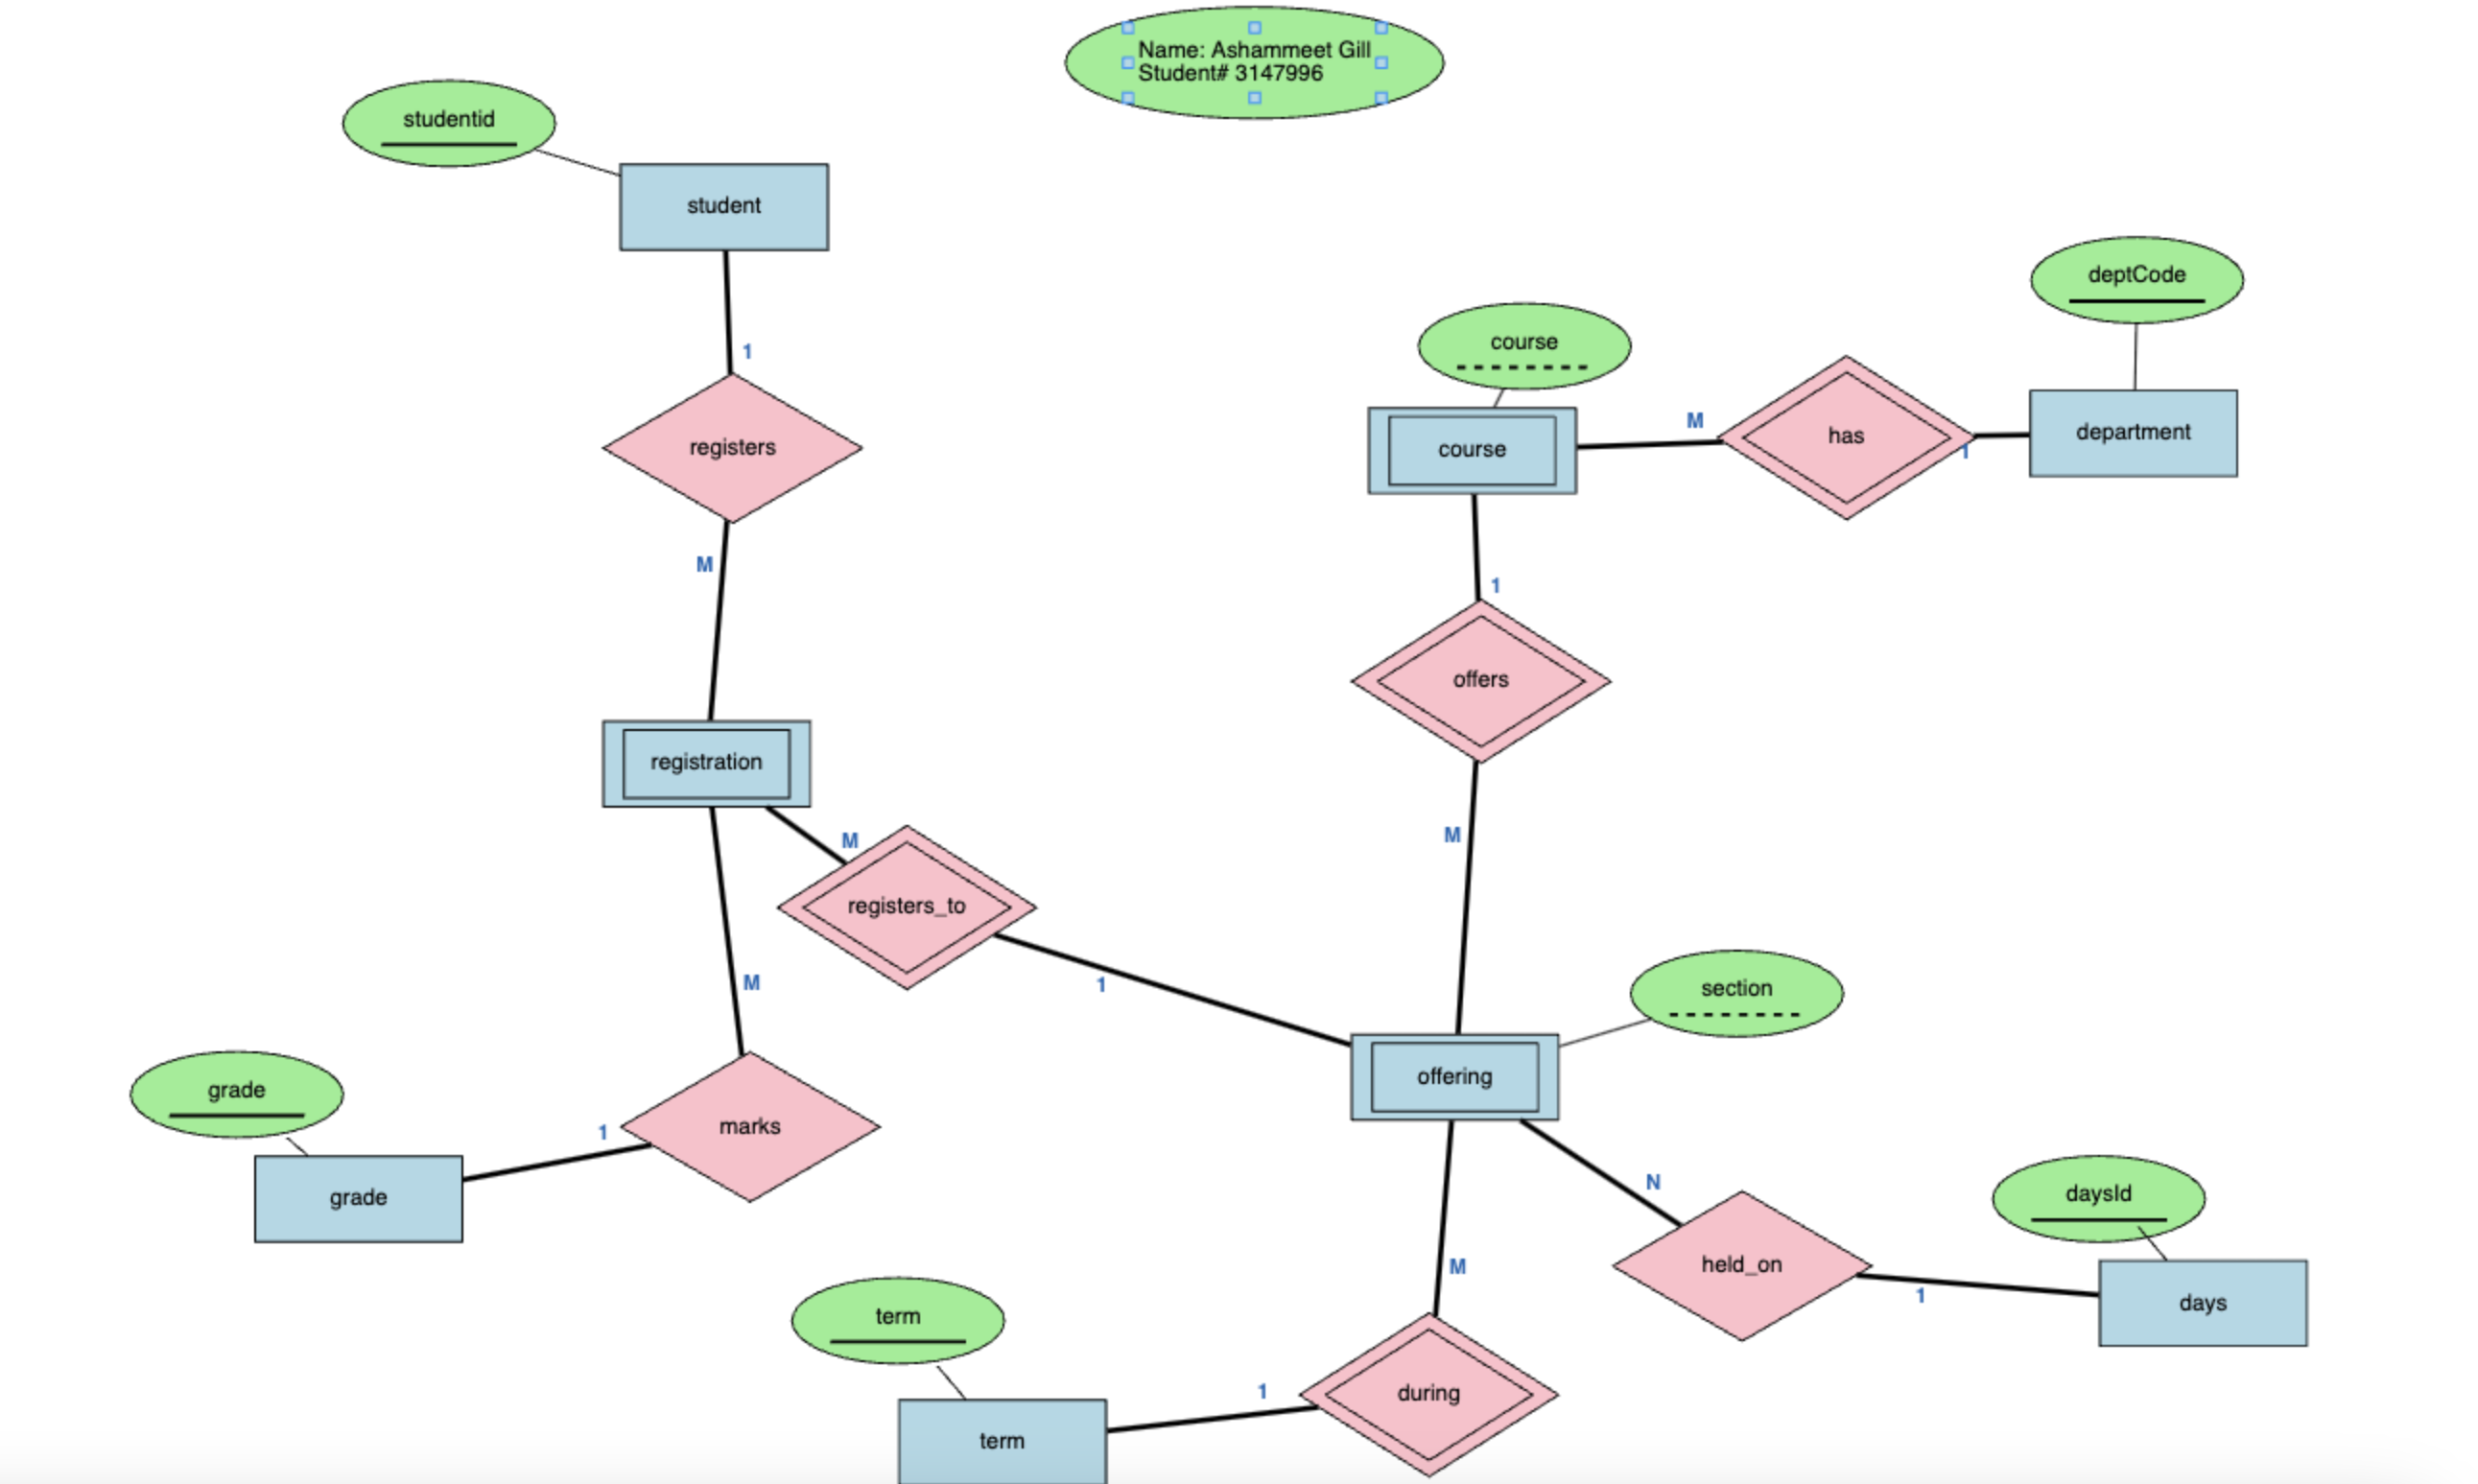 Name: Ashammeet Gill
Student# 3147996
studentid
student
1
registers
M
registration
M
registers_to
1
M
marks
1
grade
grade
deptCode
department
1
has
M
course
course
1
offers
M
section
offering
N
held_on
1
daysId
days
M
during
1
term
term